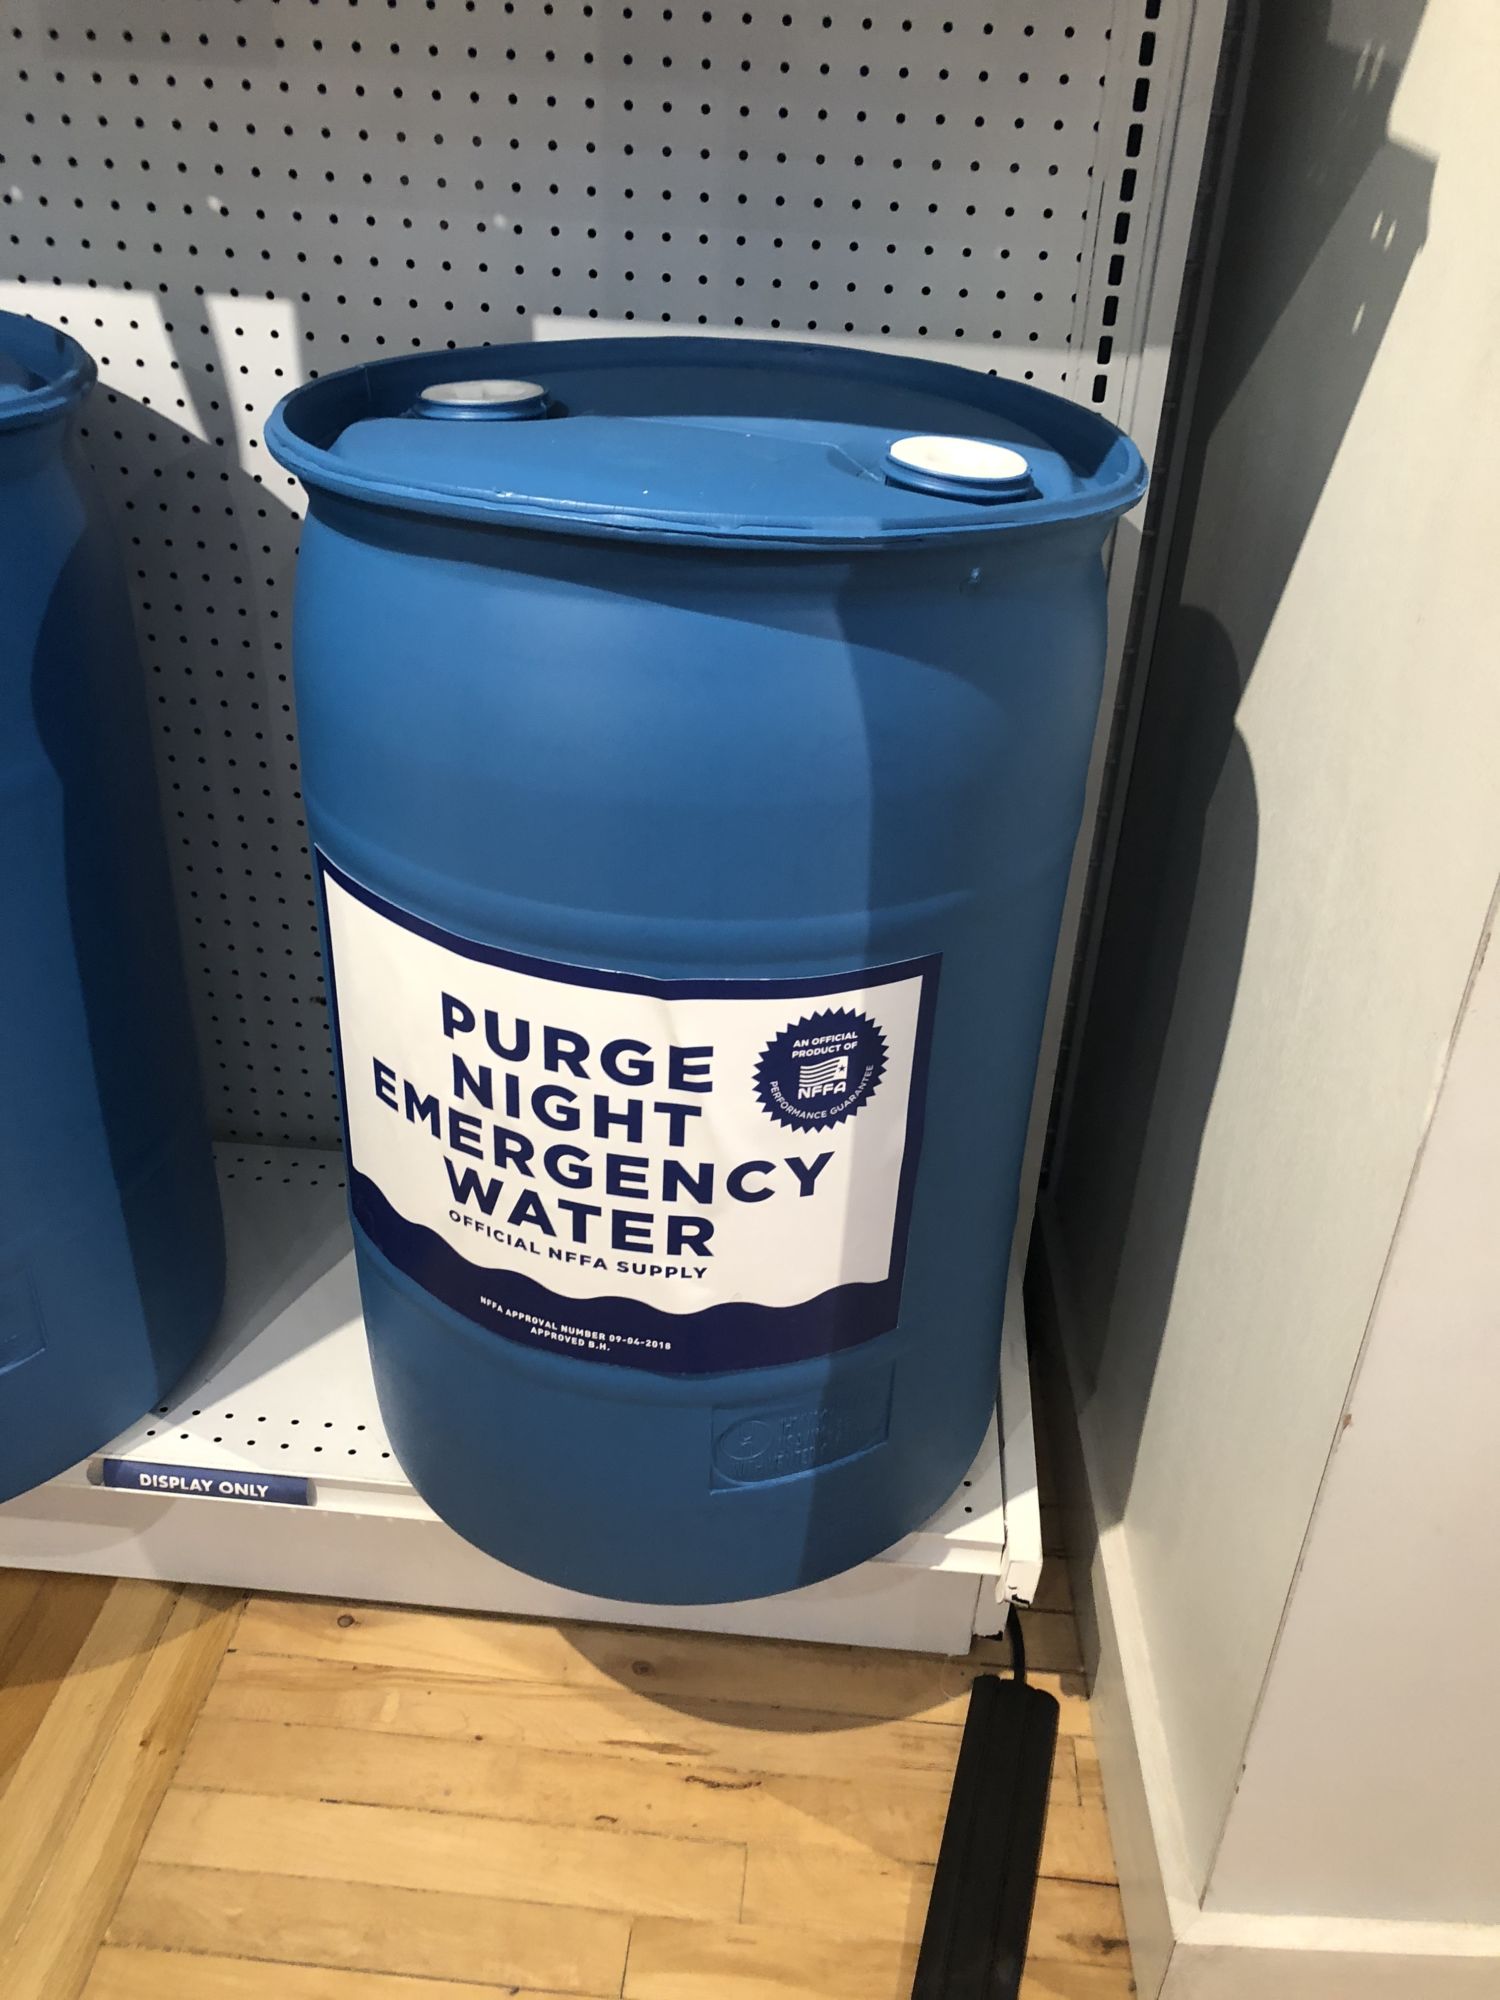 PURGE
NIGHT
EMERGENCY
WATER
OFFICIAL NFFA SUPPLY
AN OFFICIAL
PRODUCT OF
NFFA
PERFORMANCE GUARANTEE
NFFA APPROVAL NUMBER 09-04-2018
APPROVED B.H.
DISPLAY ONLY